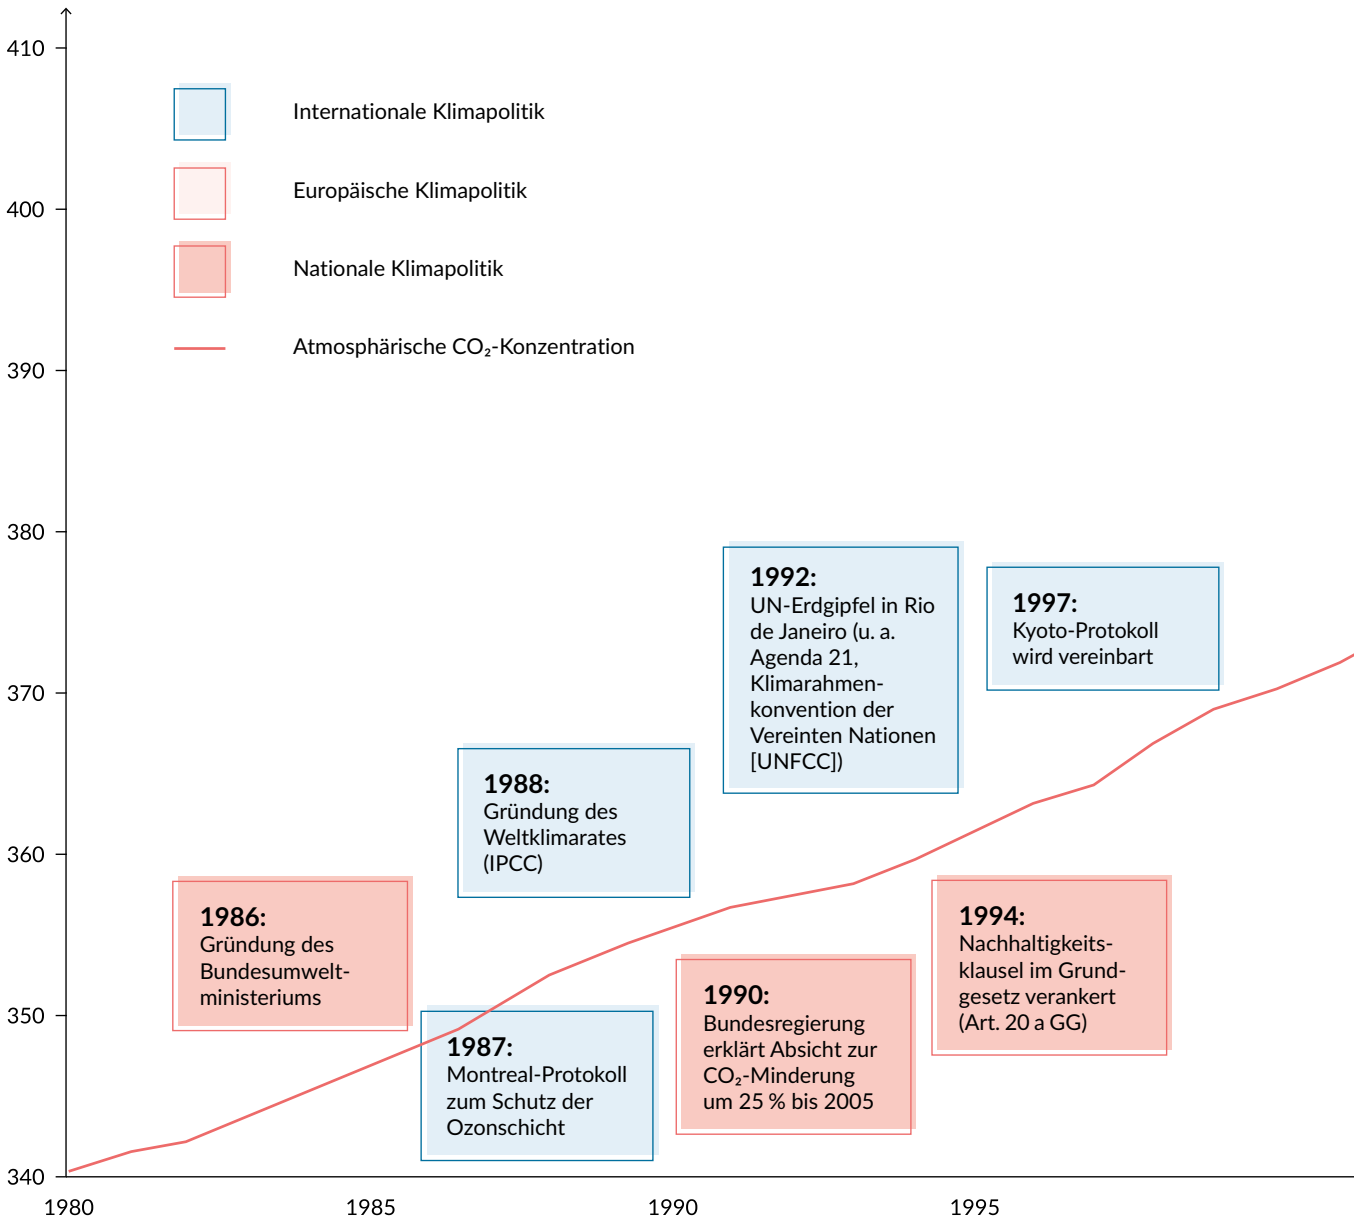 410
400
390
380
370
360
350
340
Internationale Klimapolitik
Europäische Klimapolitik
Nationale Klimapolitik
Atmosphärische CO₂-Konzentration
1986:
Gründung des
Bundesumwelt-
ministeriums
1987:
Montreal-Protokoll
zum Schutz der
Ozonschicht
1988:
Gründung des
Weltklimarates
(IPCC)
1990:
Bundesregierung
erklärt Absicht zur
CO₂-Minderung
um 25 % bis 2005
1992:
UN-Erdgipfel in Rio
de Janeiro (u. a.
Agenda 21,
Klimarahmen-
konvention der
Vereinten Nationen
[UNFCC])
1994:
Nachhaltigkeits-
klausel im Grund-
gesetz verankert
(Art. 20 a GG)
1997:
Kyoto-Protokoll
wird vereinbart
1980
1985
1990
1995